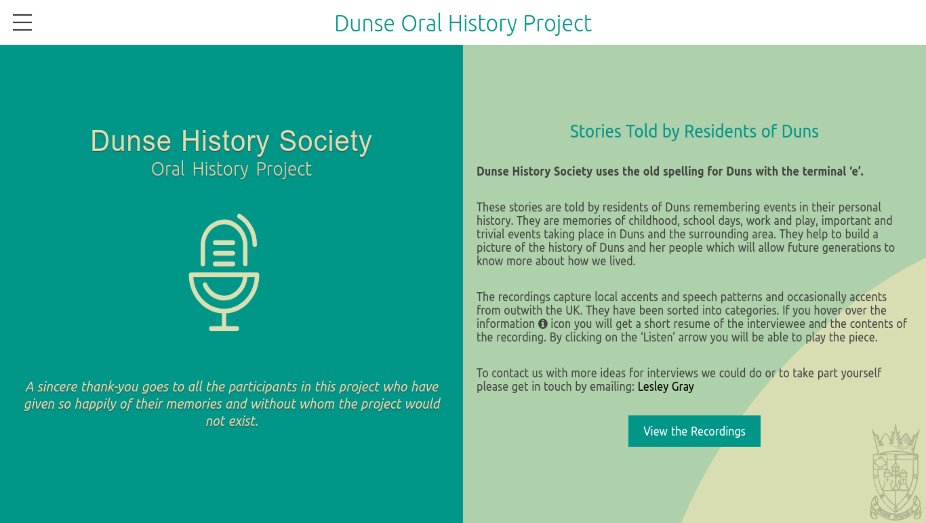 Dunse Oral History Project
Dunse History Society
Oral History Project
A sincere thank-you goes to all the participants in this project who have
given so happily of their memories and without whom the project would
not exist.
Stories Told by Residents of Duns
Dunse History Society uses the old spelling for Duns with the terminal ‘e’.
These stories are told by residents of Duns remembering events in their personal
history. They are memories of childhood, school days, work and play, important and
trivial events taking place in Duns and the surrounding area. They help to build a
picture of the history of Duns and her people which will allow future generations to
know more about how we lived.
The recordings capture local accents and speech patterns and occasionally accents
from outwith the UK. They have been sorted into categories. If you hover over the
information icon you will get a short resume of the interviewee and the contents of
the recording. By clicking on the ‘Listen’ arrow you will be able to play the piece.
To contact us with more ideas for interviews we could do or to take part yourself
please get in touch by emailing: Lesley Gray
View the Recordings